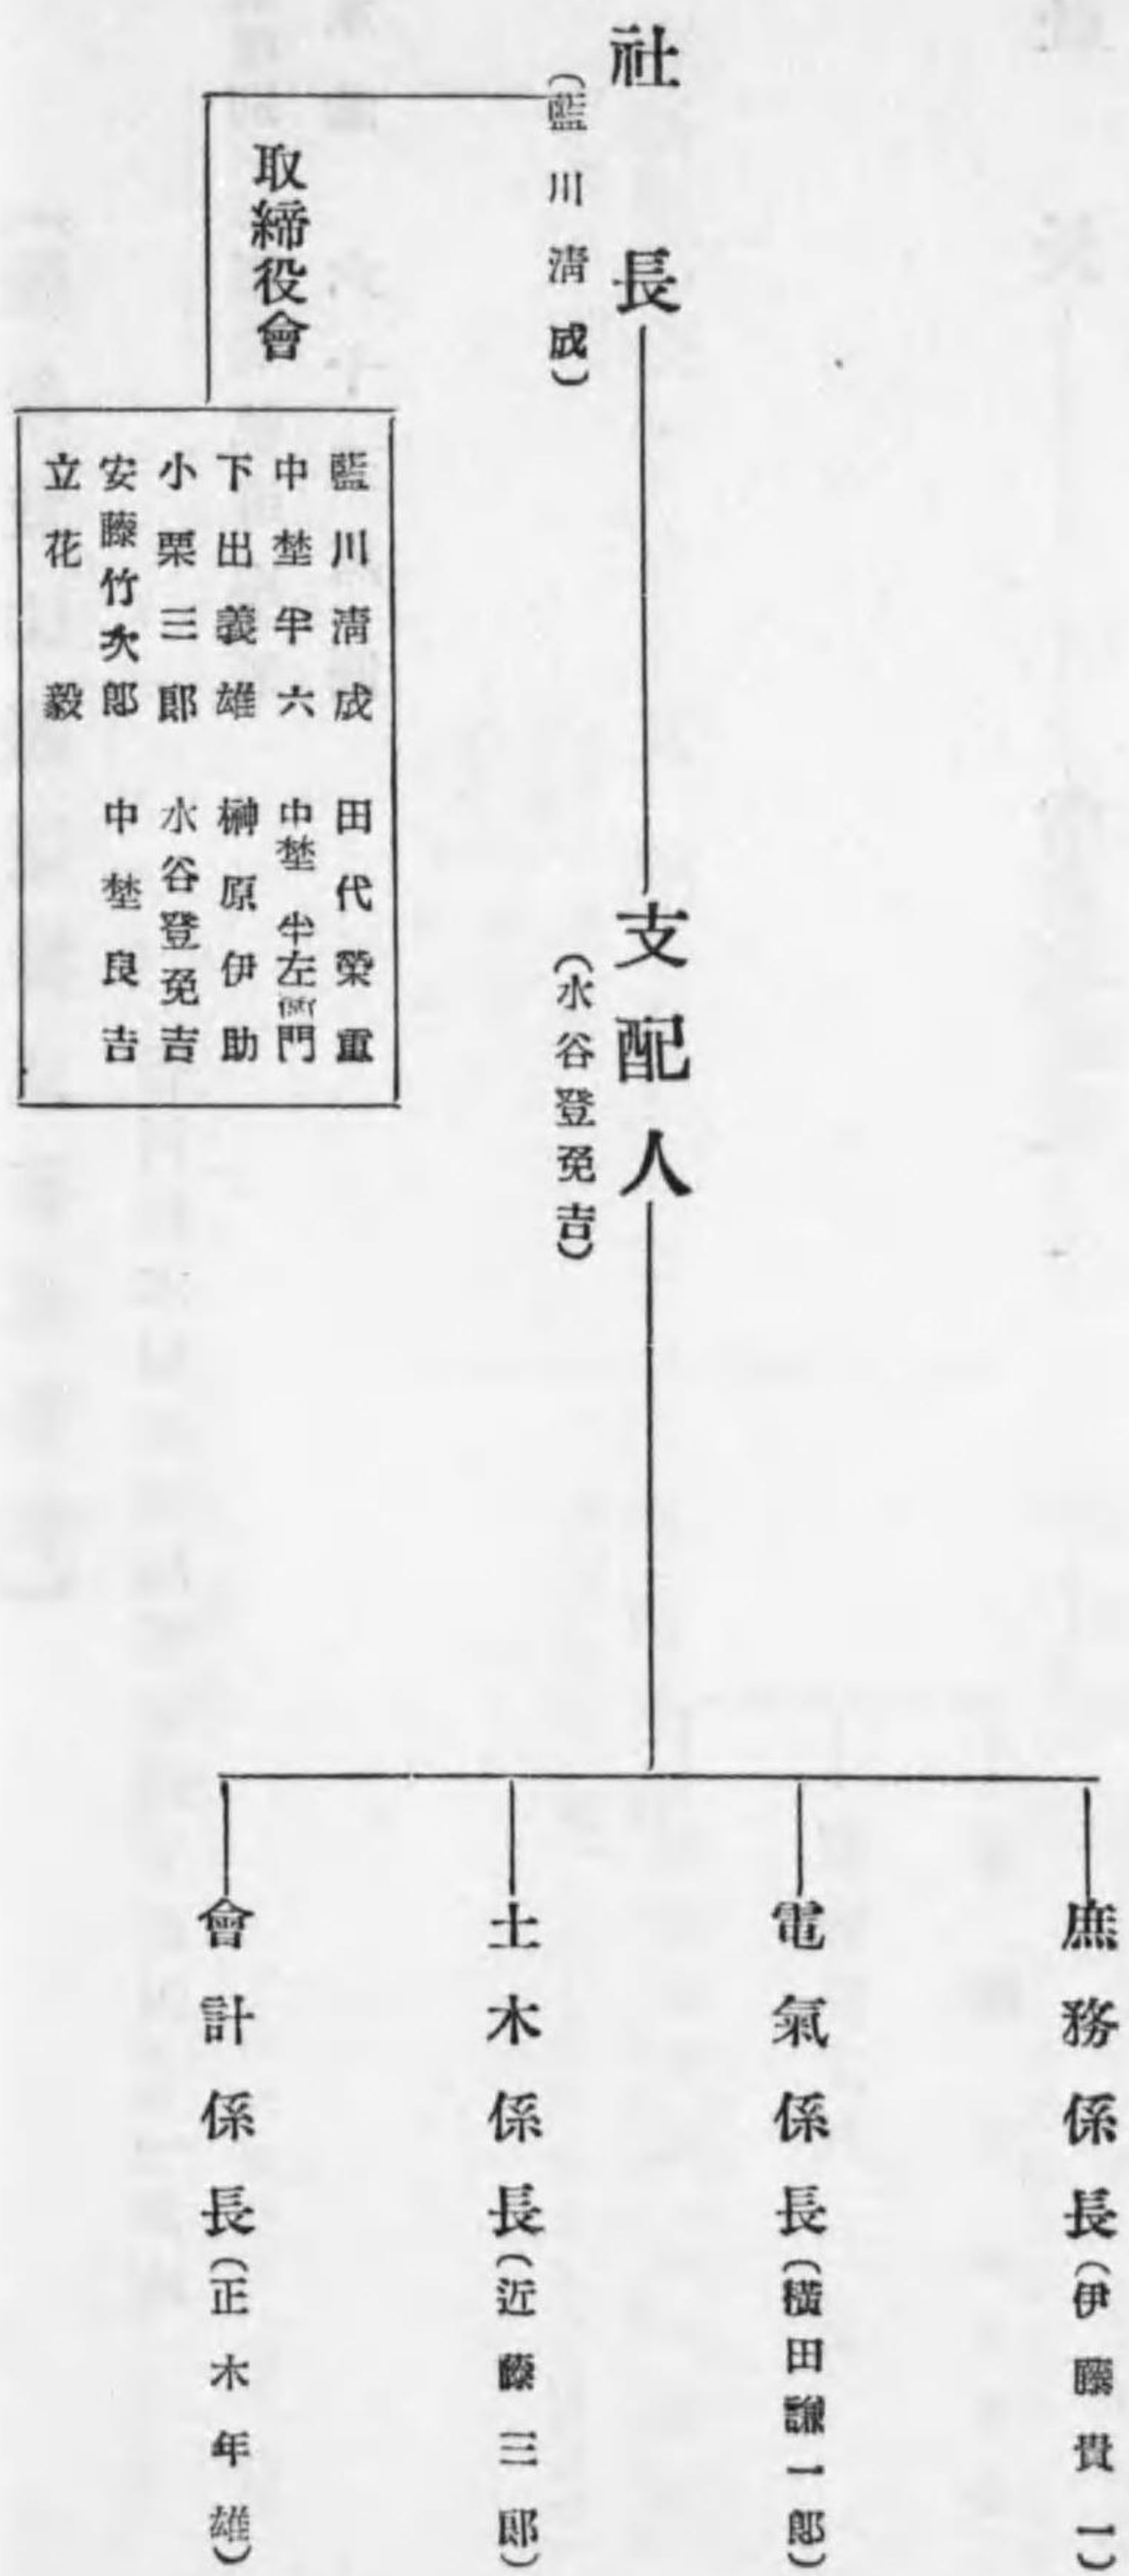 社長
(藍川清成)
取締役會
藍川清成
中埜半六
下出義雄
小栗三郎
安藤竹次郎
立花毅
田代榮重
中埜半左衛門
榊原伊助
水谷登免吉
中埜良吉
支配人
(水谷登免吉)
庶務係長(伊藤貴一)
電氣係長(横田謙一郎)
土木係長(近藤三郎)
會計係長(正木年雄)